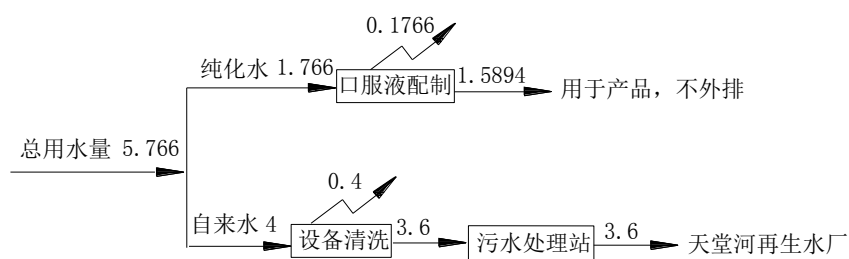 0.1766
纯化水 1.766
口服液配制
1.5894
用于产品，不外排
总用水量 5.766
0.4
自来水 4
设备清洗
3.6
污水处理站
3.6
天堂河再生水厂